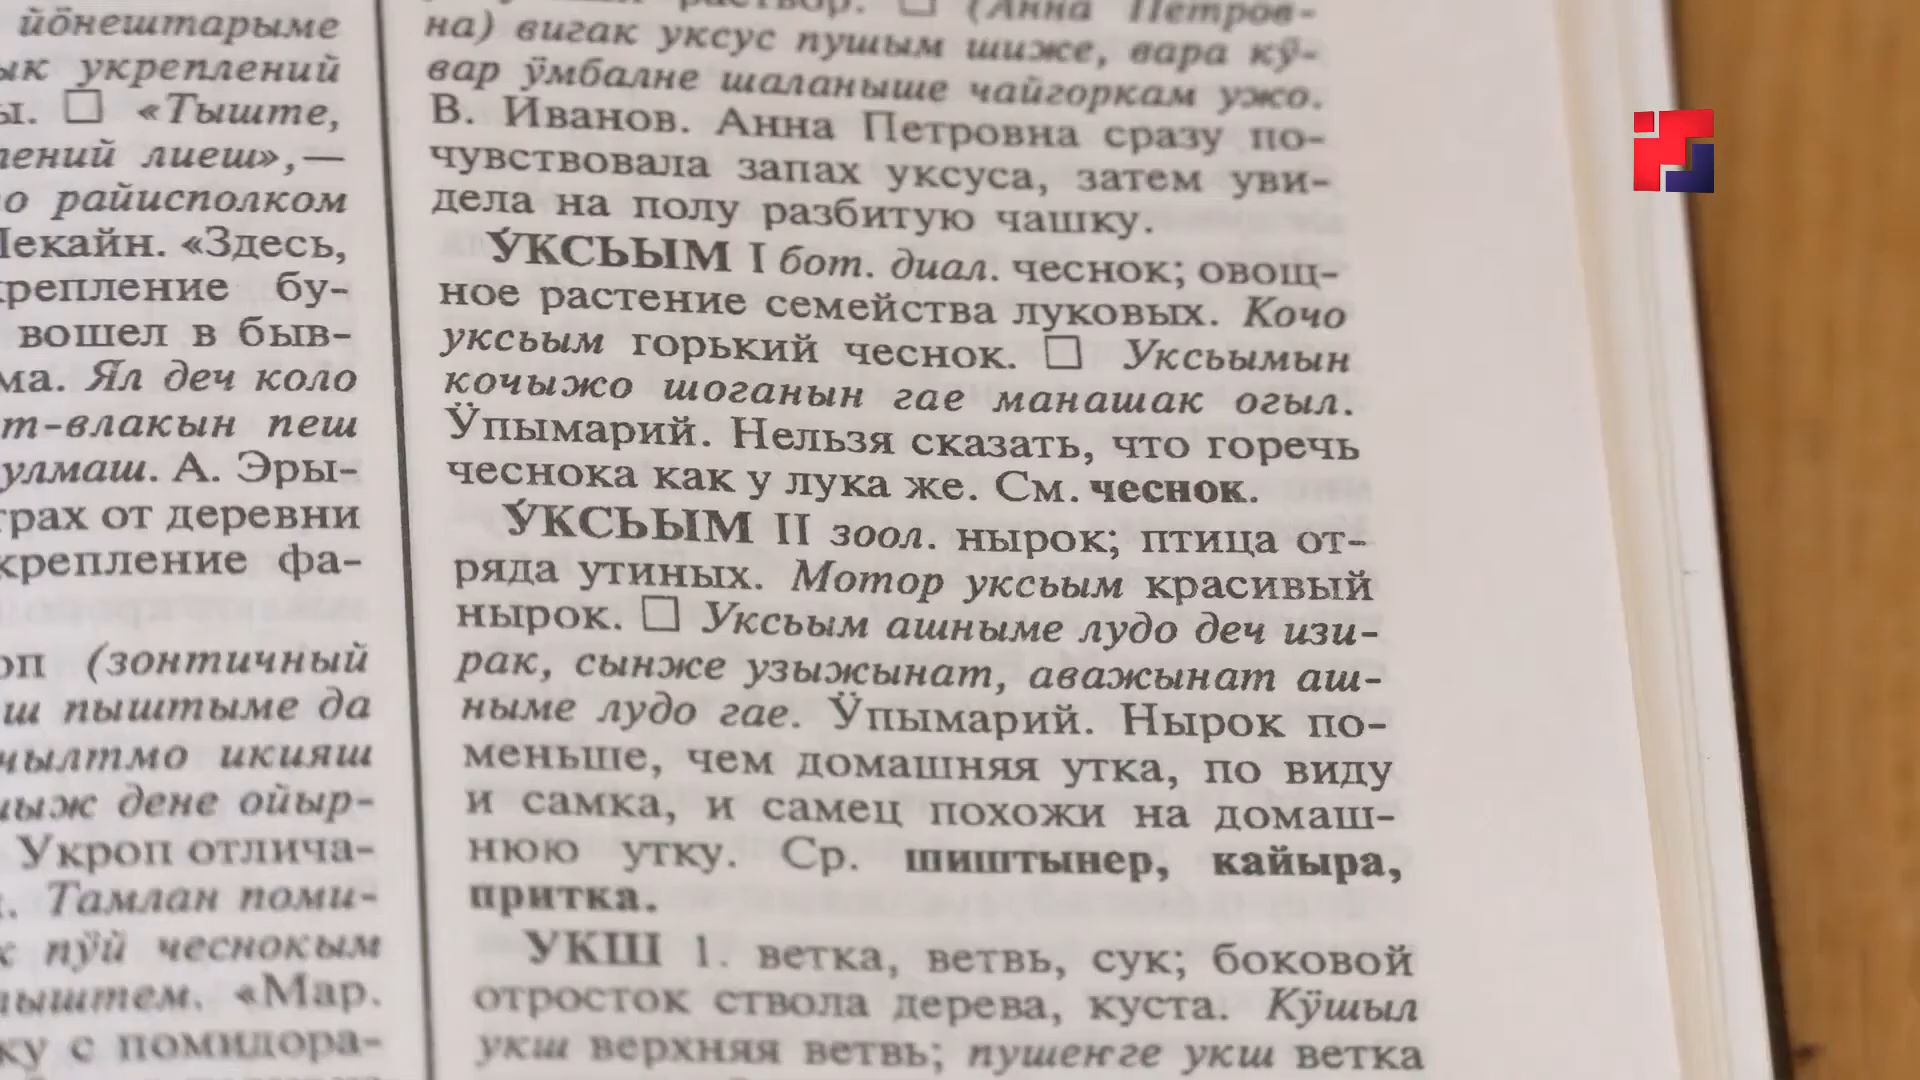 йӧнештарыме
укреплений
«Тыште,
лиеш»,—
райисполком
«Здесь,
бу-
вошел в быв-
Ял деч коло
пеш
улмаш. А. Эры-
от деревни
фа-
(зонтичный
пыштыме да
икияш
дене ойыр-
Укроп отлича-
Тамлан поми-
пӱй чеснокым
«Мар.
с помидора-
(Анна Петров-
на) вигак уксус пушым шиже, вара кӱ-
вар ӱмбалне шаланыше чайгоркам ужо.
В. Иванов. Анна Петровна сразу по-
чувствовала запах уксуса, затем уви-
дела на полу разбитую чашку.
У́КСЬЫМ I бот. диал. чеснок; овощ-
ное растение семейства луковых. Кочо
уксьым горький чеснок. □ Уксьымын
кочыжо шоганын гае манашак огыл.
Ӱпымарий. Нельзя сказать, что горечь
чеснока как у лука же. См. чеснок.
У́КСЬЫМ II зоол. нырок; птица от-
ряда утиных. Мотор уксьым красивый
нырок. □ Уксьым ашныме лудо деч изи-
рак, сынже узыжынат, аважынат аш-
ныме лудо гае. Ӱпымарий. Нырок по-
меньше, чем домашняя утка, по виду
и самка, и самец похожи на домаш-
нюю утку. Ср. шиштынер, кайыра,
притка.
УКШ 1. ветка, ветвь, сук; боковой
отросток ствола дерева, куста. Кӱшыл
укш верхняя ветвь; пушеҥге укш ветка